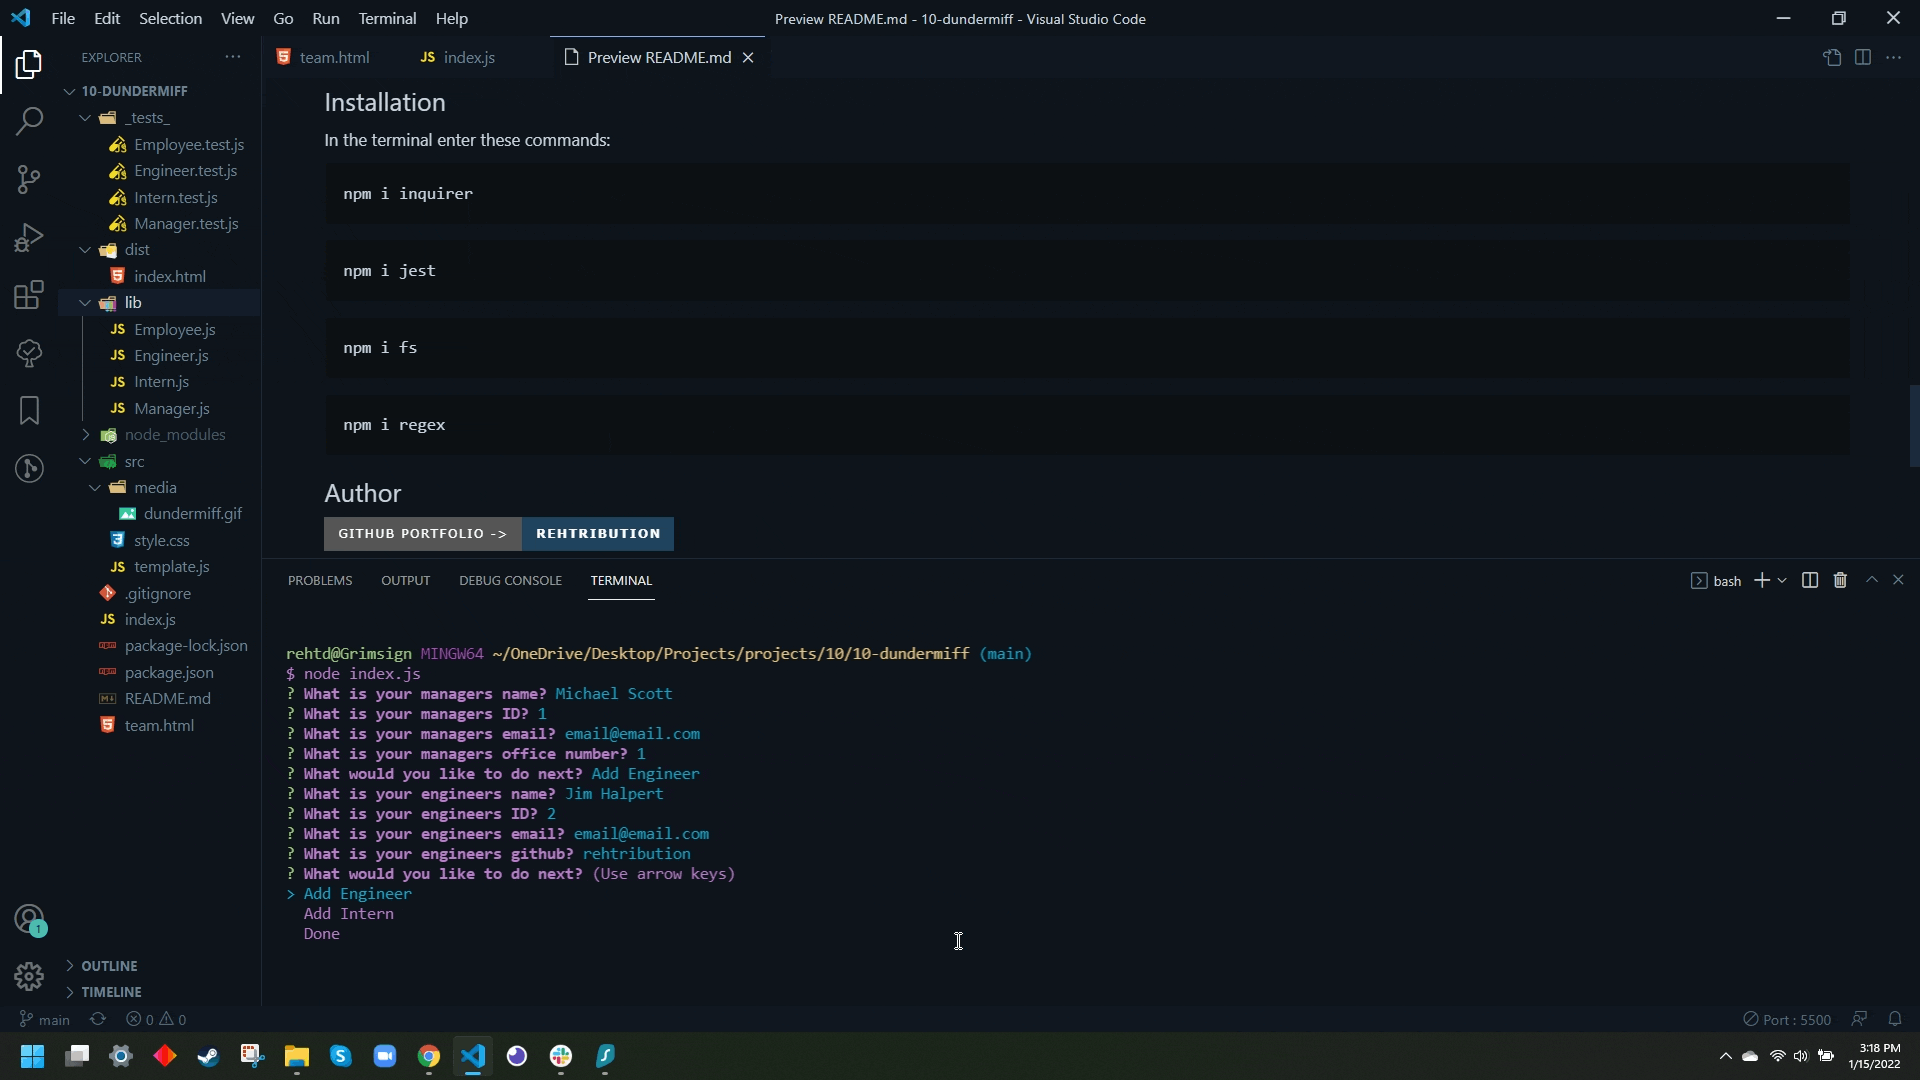 File Edit Selection View Go Run Terminal Help
Preview README.md - 10-dundermiff - Visual Studio Code
EXPLORER
team.html
JS index.js
Preview README.md
10-DUNDERMIFF
_tests_
Employee.test.js
Engineer.test.js
Intern.test.js
Manager.test.js
dist
index.html
lib
JS Employee.js
JS Engineer.js
JS Intern.js
JS Manager.js
node_modules
src
media
dundermiff.gif
style.css
JS template.js
.gitignore
JS index.js
package-lock.json
package.json
README.md
team.html
OUTLINE
TIMELINE
Installation
In the terminal enter these commands:
npm i inquirer
npm i jest
npm i fs
npm i regex
Author
GITHUB PORTFOLIO -> REHTRIBUTION
PROBLEMS OUTPUT DEBUG CONSOLE TERMINAL
bash
rehtd@Grimsign MINGW64 ~/OneDrive/Desktop/Projects/projects/10/10-dundermiff (main)
$ node index.js
? What is your managers name? Michael Scott
? What is your managers ID? 1
? What is your managers email? email@email.com
? What is your managers office number? 1
? What would you like to do next? Add Engineer
? What is your engineers name? Jim Halpert
? What is your engineers ID? 2
? What is your engineers email? email@email.com
? What is your engineers github? rehtribution
? What would you like to do next? (Use arrow keys)
> Add Engineer
Add Intern
Done
1
main
0 0
Port : 5500
3:18 PM
1/15/2022